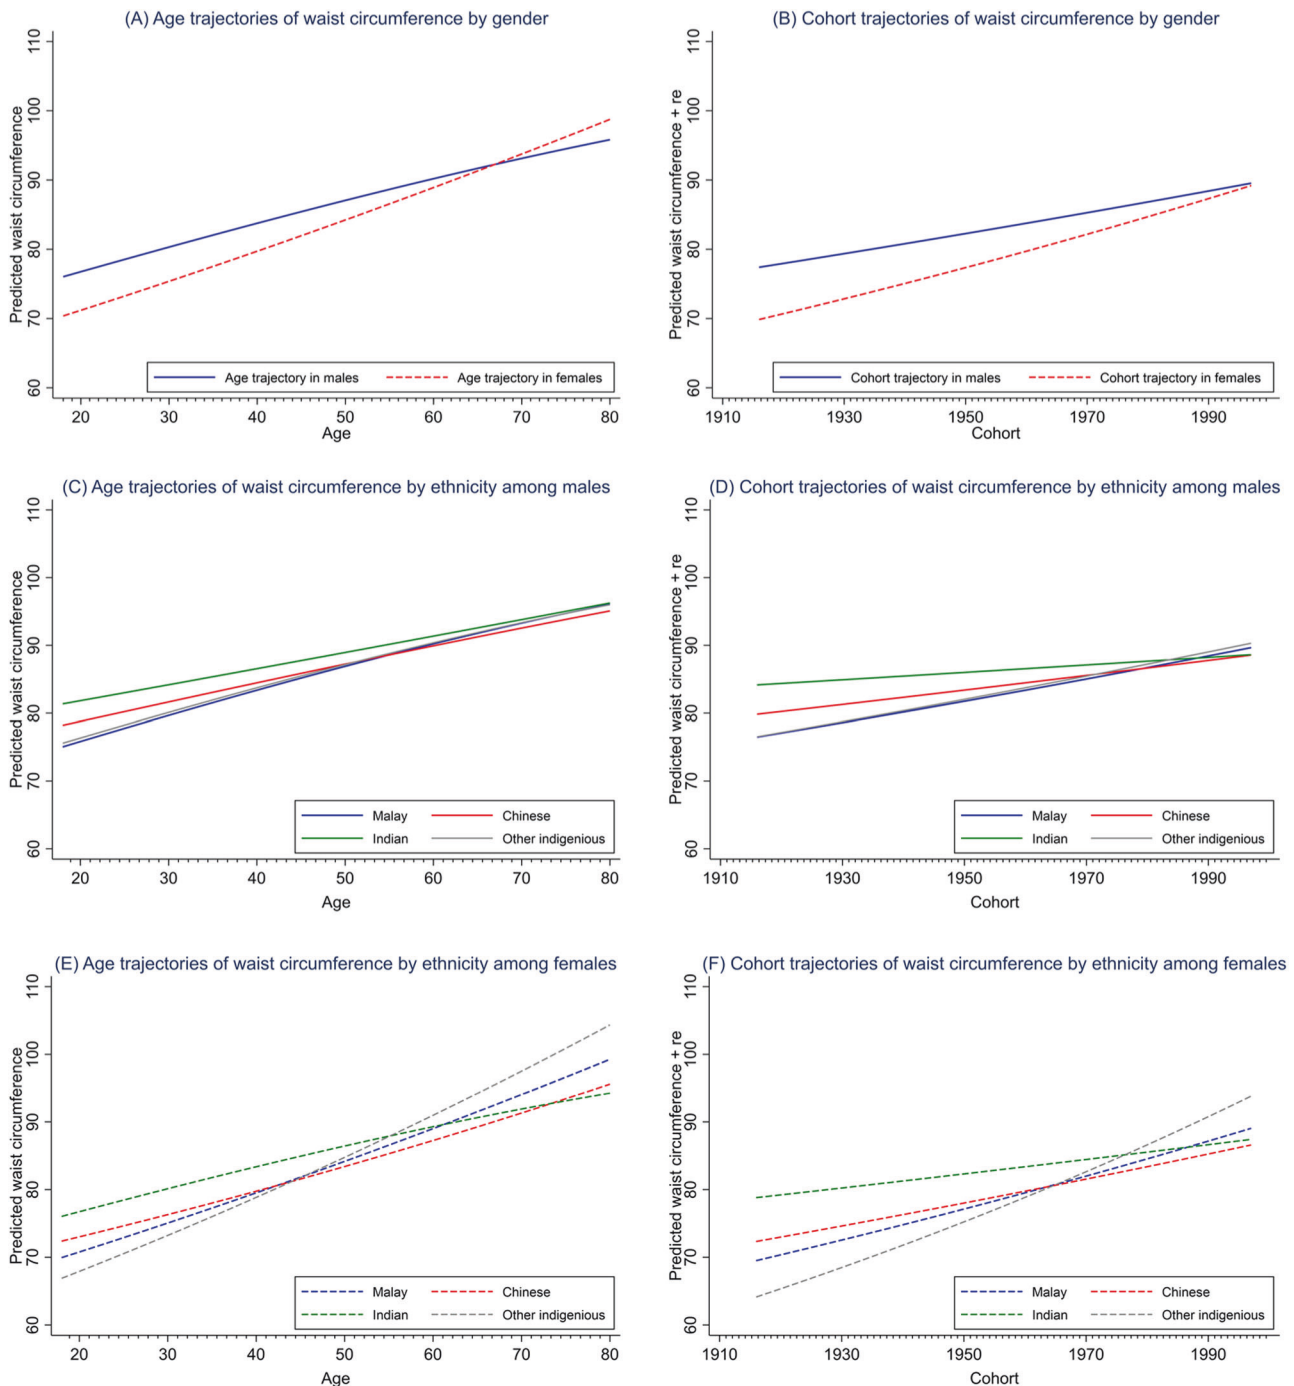 (A) Age trajectories of waist circumference by gender
Predicted waist circumference
110
100
90
80
70
60
Age trajectory in males
Age trajectory in females
20 30 40 50 60 70 80
Age
(B) Cohort trajectories of waist circumference by gender
Predicted waist circumference + re
110
100
90
80
70
60
Cohort trajectory in males
Cohort trajectory in females
1910 1930 1950 1970 1990
Cohort
(C) Age trajectories of waist circumference by ethnicity among males
Predicted waist circumference
110
100
90
80
70
60
Malay Chinese
Indian Other indigenious
20 30 40 50 60 70 80
Age
(D) Cohort trajectories of waist circumference by ethnicity among males
Predicted waist circumference + re
110
100
90
80
70
60
Malay Chinese
Indian Other indigenious
1910 1930 1950 1970 1990
Cohort
(E) Age trajectories of waist circumference by ethnicity among females
Predicted waist circumference
110
100
90
80
70
60
Malay Chinese
Indian Other indigenious
20 30 40 50 60 70 80
Age
(F) Cohort trajectories of waist circumference by ethnicity among females
Predicted waist circumference + re
110
100
90
80
70
60
Malay Chinese
Indian Other indigenious
1910 1930 1950 1970 1990
Cohort